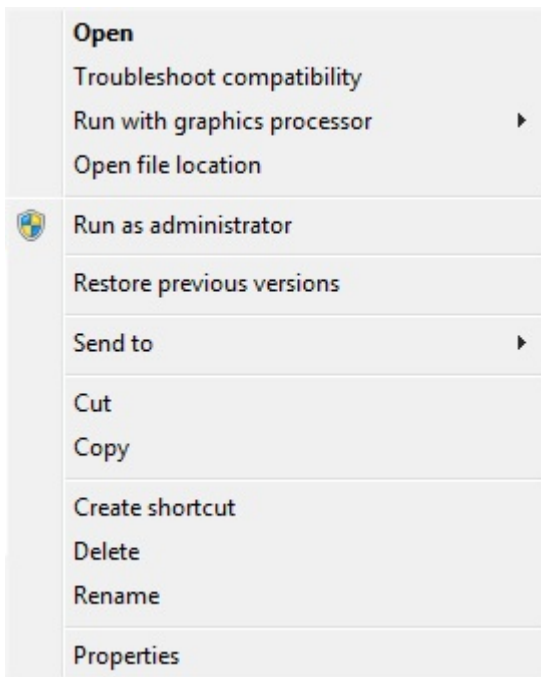 Open
Troubleshoot compatibility
Run with graphics processor
Open file location
Run as administrator
Restore previous versions
Send to
Cut
Copy
Create shortcut
Delete
Rename
Properties